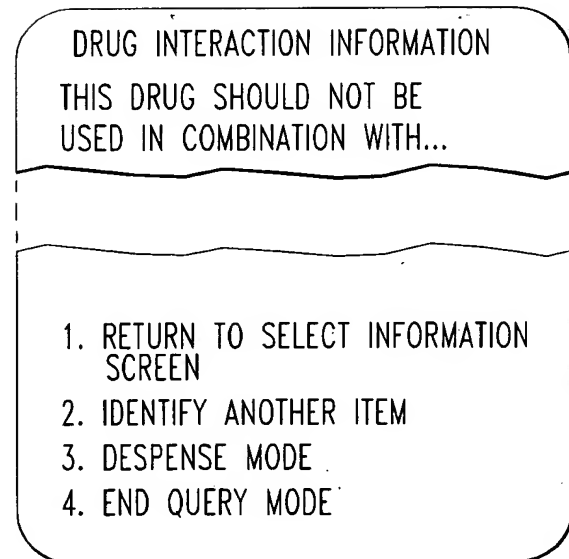 DRUG INTERACTION INFORMATION
THIS DRUG SHOULD NOT BE
USED IN COMBINATION WITH...
1. RETURN TO SELECT INFORMATION
SCREEN
2. IDENTIFY ANOTHER ITEM
3. DESPENSE MODE
4. END QUERY MODE